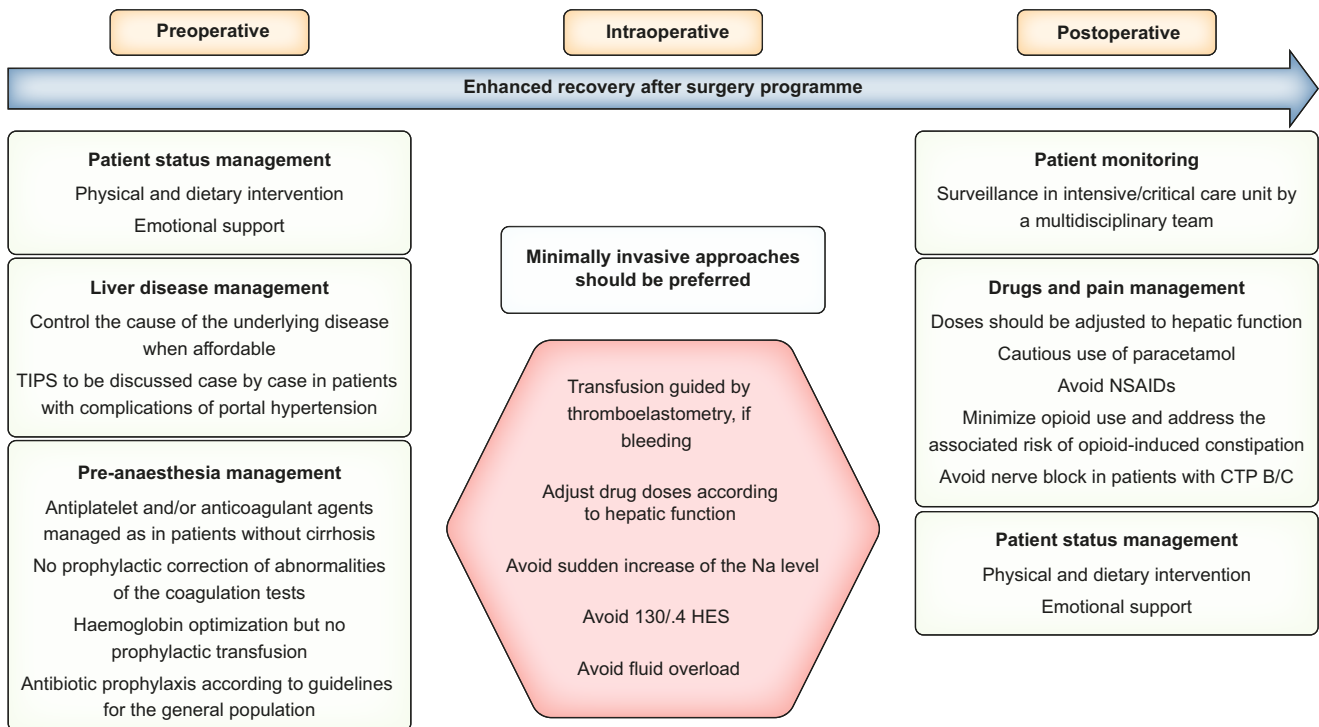 Preoperative
Intraoperative
Postoperative
Enhanced recovery after surgery programme
Patient status management
Physical and dietary intervention
Emotional support
Liver disease management
Control the cause of the underlying disease
when affordable
TIPS to be discussed case by case in patients
with complications of portal hypertension
Pre-anaesthesia management
Antiplatelet and/or anticoagulant agents
managed as in patients without cirrhosis
No prophylactic correction of abnormalities
of the coagulation tests
Haemoglobin optimization but no
prophylactic transfusion
Antibiotic prophylaxis according to guidelines
for the general population
Minimally invasive approaches
should be preferred
Transfusion guided by
thromboelastometry, if
bleeding
Adjust drug doses according
to hepatic function
Avoid sudden increase of the Na level
Avoid 130/.4 HES
Avoid fluid overload
Patient monitoring
Surveillance in intensive/critical care unit by
a multidisciplinary team
Drugs and pain management
Doses should be adjusted to hepatic function
Cautious use of paracetamol
Avoid NSAIDs
Minimize opioid use and address the
associated risk of opioid-induced constipation
Avoid nerve block in patients with CTP B/C
Patient status management
Physical and dietary intervention
Emotional support